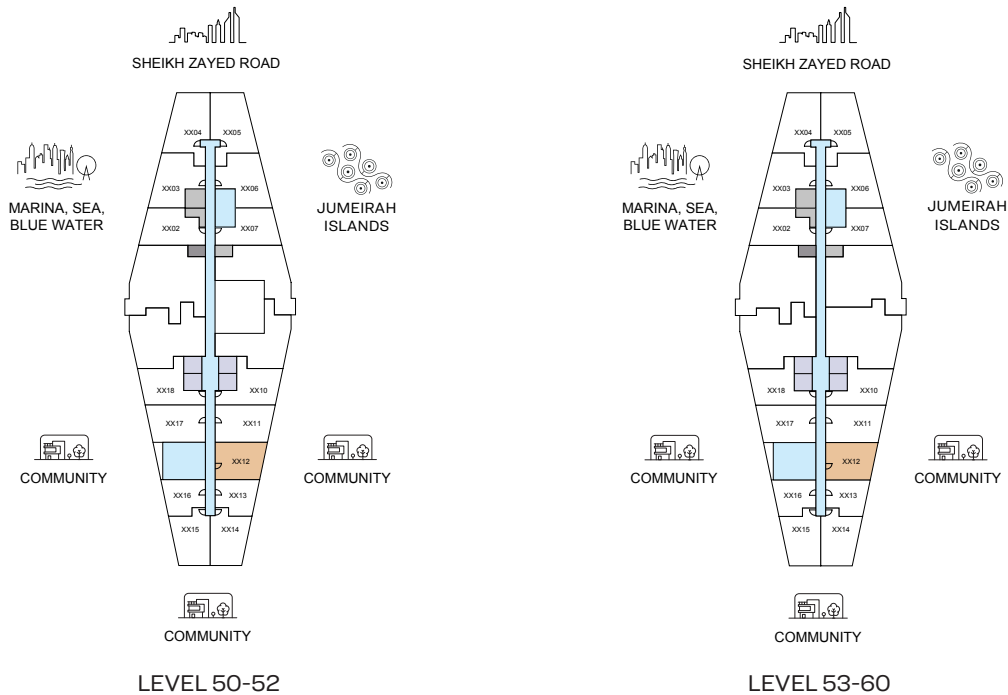 SHEIKH ZAYED ROAD
XX04 XX05
MARINA, SEA,
BLUE WATER
XX03 XX06
JUMEIRAH
ISLANDS
XX02 XX07
XX18 XX10
XX17 XX11
COMMUNITY
XX12
COMMUNITY
XX16 XX13
XX15 XX14
COMMUNITY
LEVEL 50-52
SHEIKH ZAYED ROAD
XX04 XX05
MARINA, SEA,
BLUE WATER
XX03 XX06
JUMEIRAH
ISLANDS
XX02 XX07
XX18 XX10
XX17 XX11
COMMUNITY
XX12
COMMUNITY
XX16 XX13
XX15 XX14
COMMUNITY
LEVEL 53-60